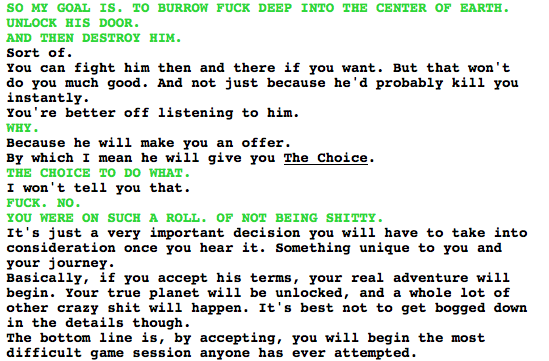 SO MY GOAL IS. TO BURROW FUCK DEEP INTO THE CENTER OF EARTH.
UNLOCK HIS DOOR.
AND THEN DESTROY HIM.
Sort of.
You can fight him then and there if you want. But that won't
do you much good. And not just because he'd probably kill you
instantly.
You're better off listening to him.
WHY.
Because he will make you an offer.
By which I mean he will give you The Choice.
THE CHOICE TO DO WHAT.
I won't tell you that.
FUCK. NO.
YOU WERE ON SUCH A ROLL. OF NOT BEING SHITTY.
It's just a very important decision you will have to take into
consideration once you hear it. Something unique to you and
your journey.
Basically, if you accept his terms, your real adventure will
begin. Your true planet will be unlocked, and a whole lot of
other crazy shit will happen. It's best not to get bogged down
in the details though.
The bottom line is, by accepting, you will begin the most
difficult game session anyone has ever attempted.